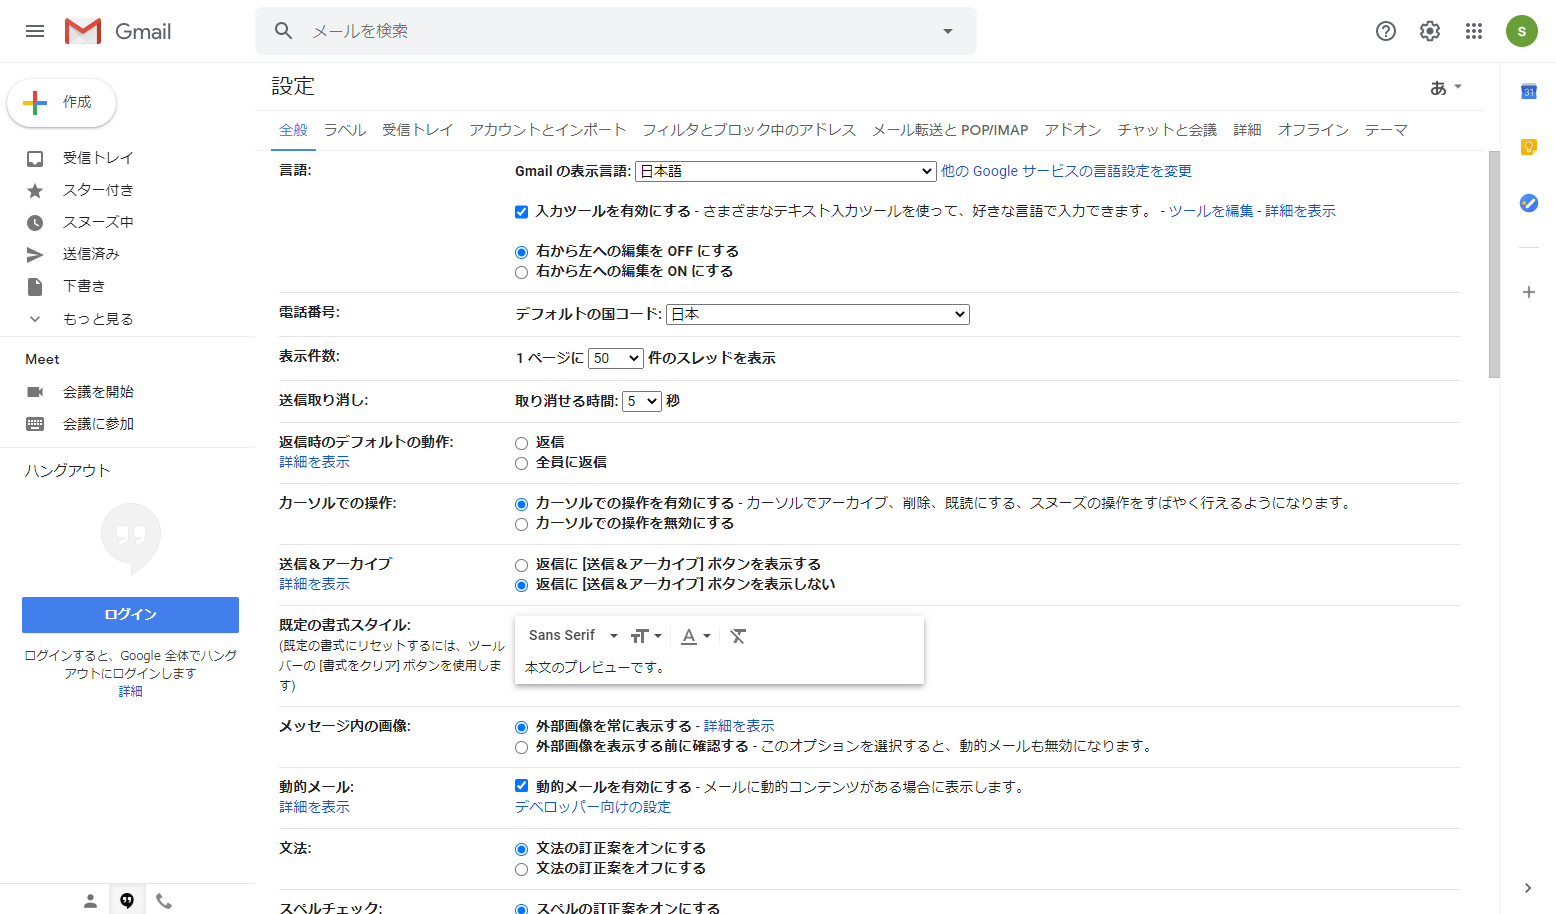 Gmail
メールを検索
S
作成
受信トレイ
スター付き
スヌーズ中
送信済み
下書き
もっと見る
Meet
会議を開始
会議に参加
ハングアウト
ログイン
ログインすると、Google 全体でハング
アウトにログインします
詳細
設定
あ
全般 ラベル 受信トレイ アカウントとインポート フィルタとブロック中のアドレス メール転送と POP/IMAP アドオン チャットと会議 詳細 オフライン テーマ
言語: Gmail の表示言語: 日本語 他の Google サービスの言語設定を変更
入力ツールを有効にする - さまざまなテキスト入力ツールを使って、好きな言語で入力できます。 - ツールを編集 - 詳細を表示
右から左への編集を OFF にする
右から左への編集を ON にする
電話番号: デフォルトの国コード: 日本
表示件数: 1 ページに 50 件のスレッドを表示
送信取り消し: 取り消せる時間: 5 秒
返信時のデフォルトの動作: 返信
詳細を表示 全員に返信
カーソルでの操作: カーソルでの操作を有効にする - カーソルでアーカイブ、削除、既読にする、スヌーズの操作をすばやく行えるようになります。
カーソルでの操作を無効にする
送信＆アーカイブ 返信に [送信＆アーカイブ] ボタンを表示する
詳細を表示 返信に [送信＆アーカイブ] ボタンを表示しない
既定の書式スタイル:
(既定の書式にリセットするには、ツール
バーの [書式をクリア] ボタンを使用しま
す)
Sans Serif
本文のプレビューです。
メッセージ内の画像: 外部画像を常に表示する - 詳細を表示
外部画像を表示する前に確認する - このオプションを選択すると、動的メールも無効になります。
動的メール: 動的メールを有効にする - メールに動的コンテンツがある場合に表示します。
詳細を表示 デベロッパー向けの設定
文法: 文法の訂正案をオンにする
文法の訂正案をオフにする
スペルチェック: スペルの訂正案をオンにする
31